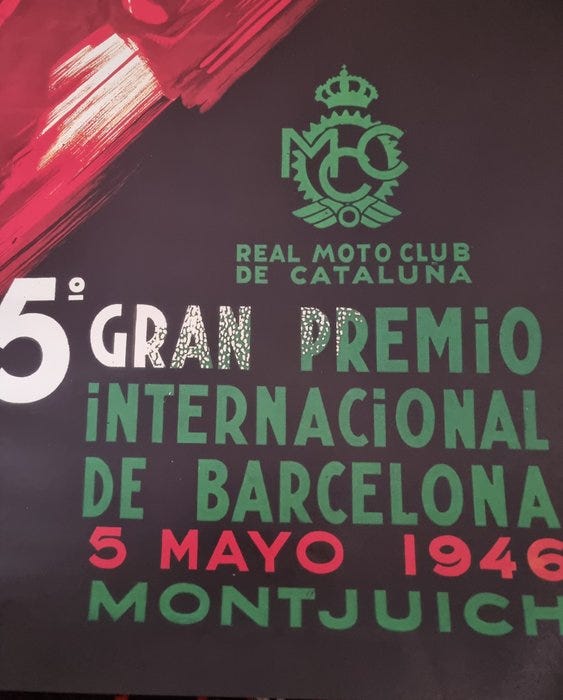 MCC
REAL MOTO CLUB
DE CATALUÑA
5º GRAN PREMiO
iNTERNACiONAL
DE BARCELONA
5 MAYO 1946
MONTJUICH